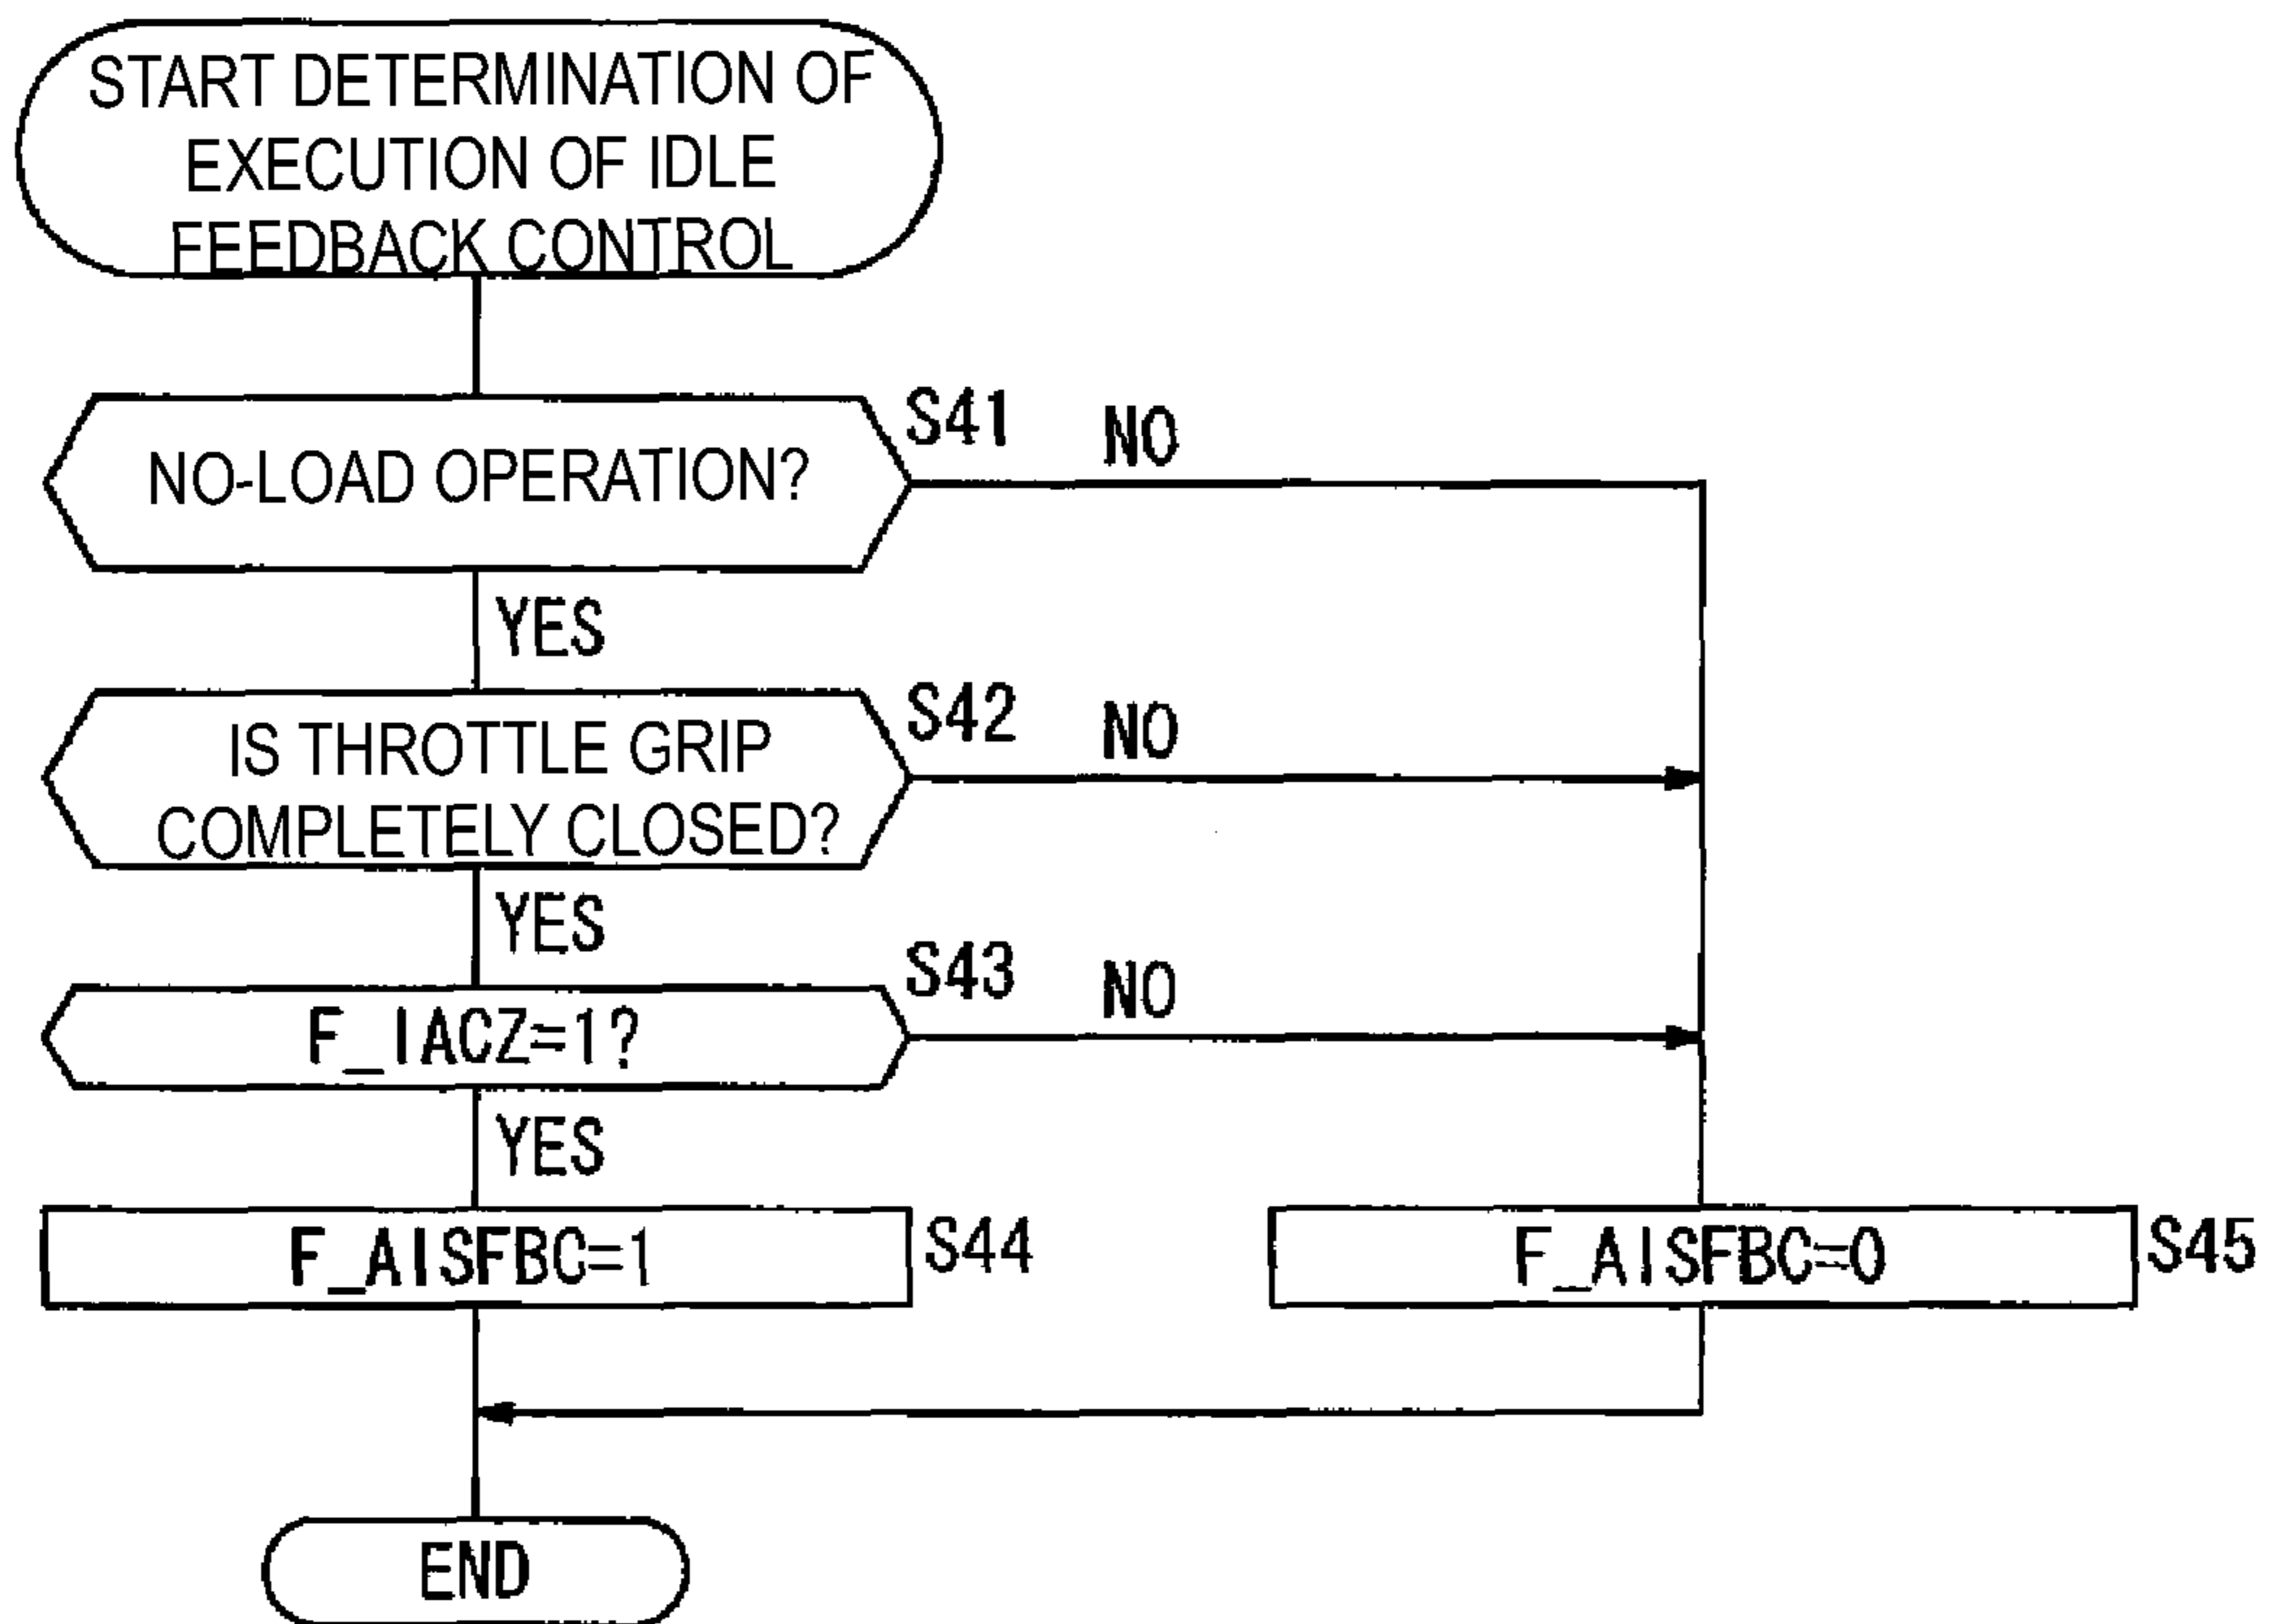 START DETERMINATION OF
EXECUTION OF IDLE
FEEDBACK CONTROL
NO-LOAD OPERATION?
S41
NO
YES
IS THROTTLE GRIP
COMPLETELY CLOSED?
S42
NO
YES
F_IACZ=1?
S43
NO
YES
F_AISFBC=1
S44
F_AISFBC=0
S45
END